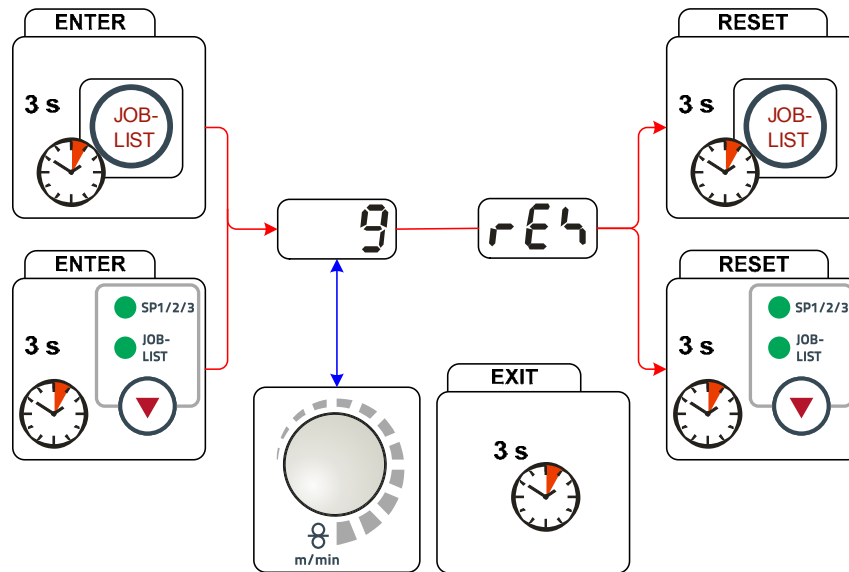 ENTER
3 s
JOB-
LIST
RESET
3 s
JOB-
LIST
9
rEh
ENTER
SP1/2/3
JOB-
LIST
3 s
RESET
SP1/2/3
JOB-
LIST
3 s
m/min
EXIT
3 s